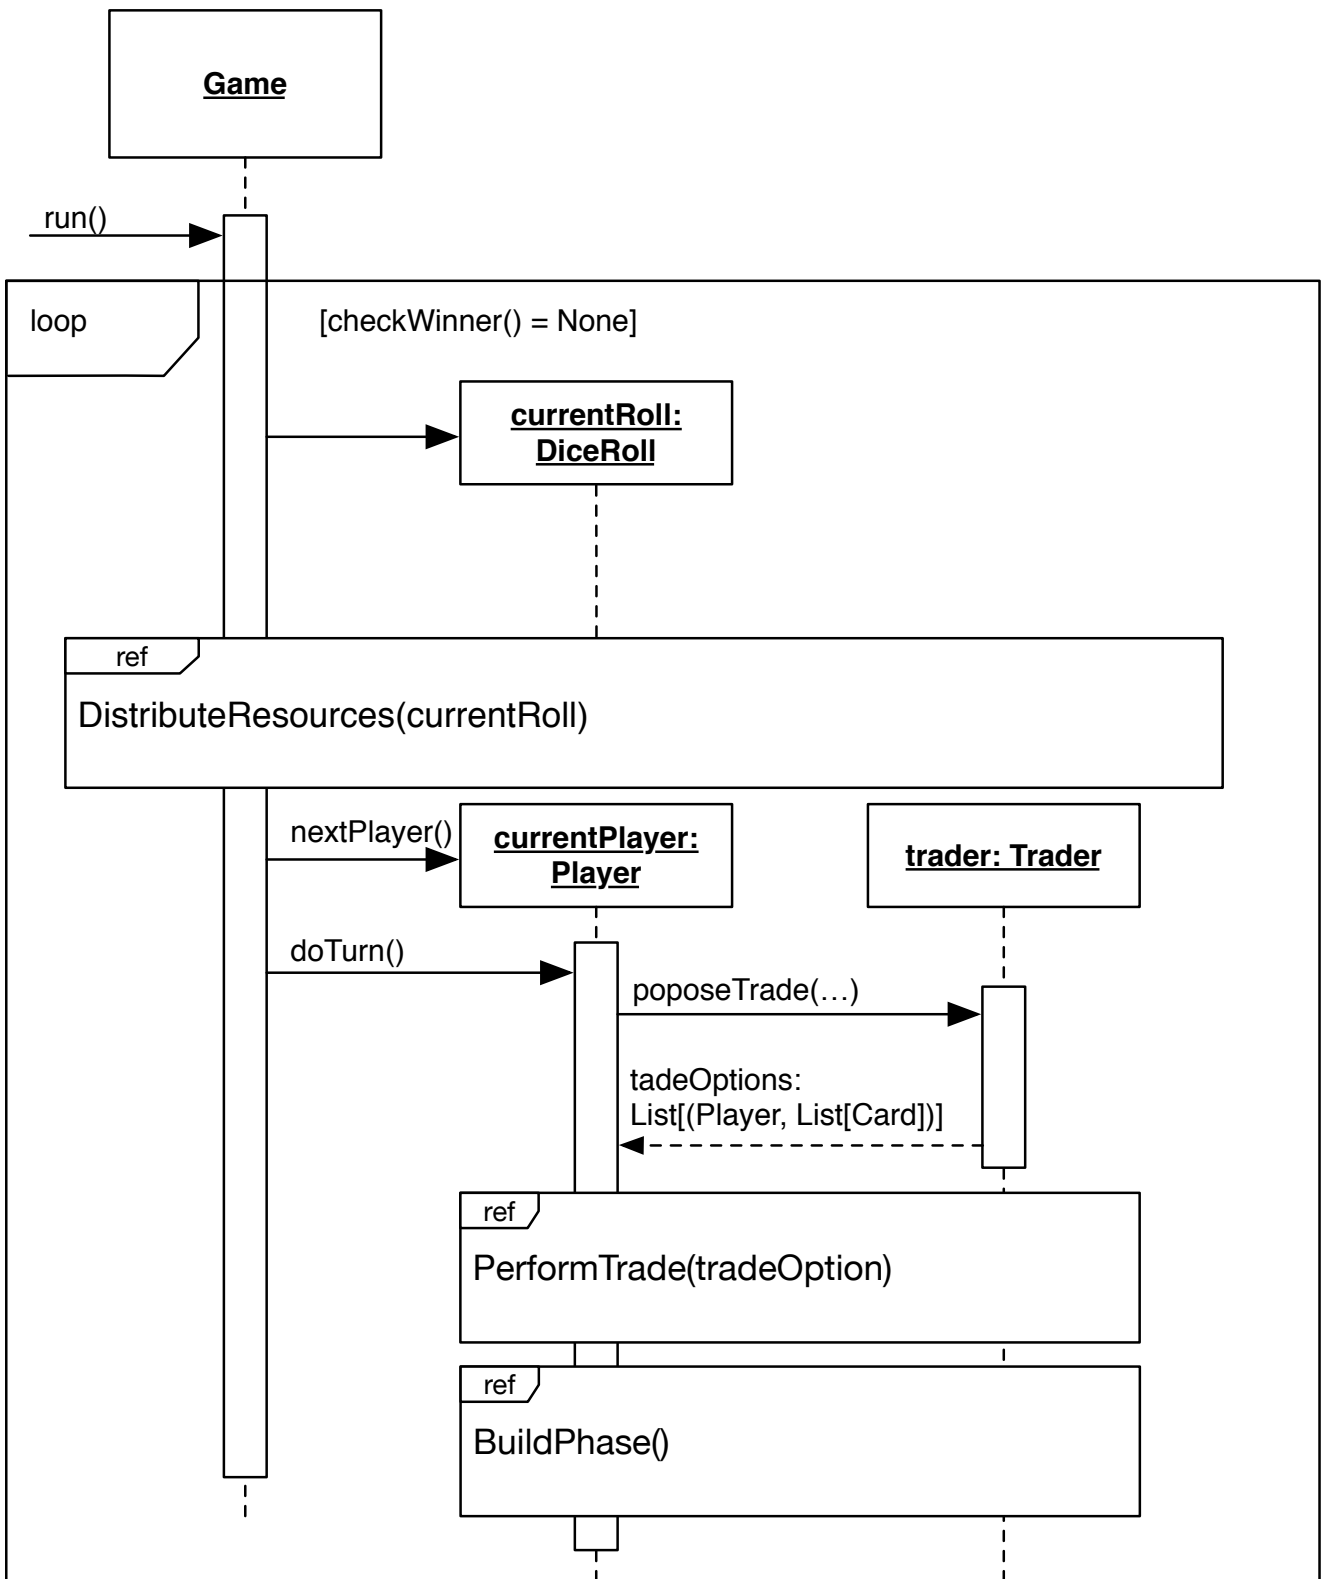 Game
run()
loop
[checkWinner() = None]
currentRoll:
DiceRoll
ref
DistributeResources(currentRoll)
nextPlayer()
currentPlayer:
Player
trader: Trader
doTurn()
poposeTrade(…)
tadeOptions:
List[(Player, List[Card])]
ref
PerformTrade(tradeOption)
ref
BuildPhase()